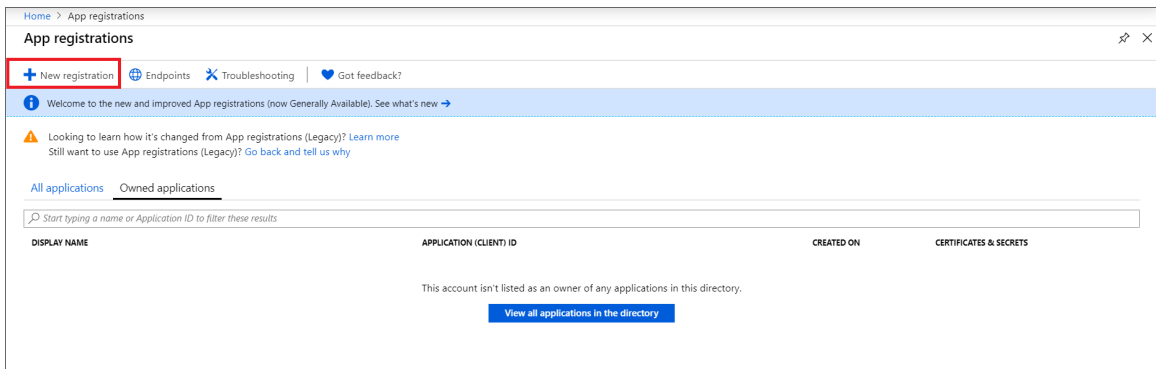 Home > App registrations
App registrations
New registration Endpoints Troubleshooting Got feedback?
Welcome to the new and improved App registrations (now Generally Available). See what's new →
Looking to learn how it's changed from App registrations (Legacy)? Learn more
Still want to use App registrations (Legacy)? Go back and tell us why
All applications Owned applications
Start typing a name or Application ID to filter these results
DISPLAY NAME APPLICATION (CLIENT) ID CREATED ON CERTIFICATES & SECRETS
This account isn't listed as an owner of any applications in this directory.
View all applications in the directory